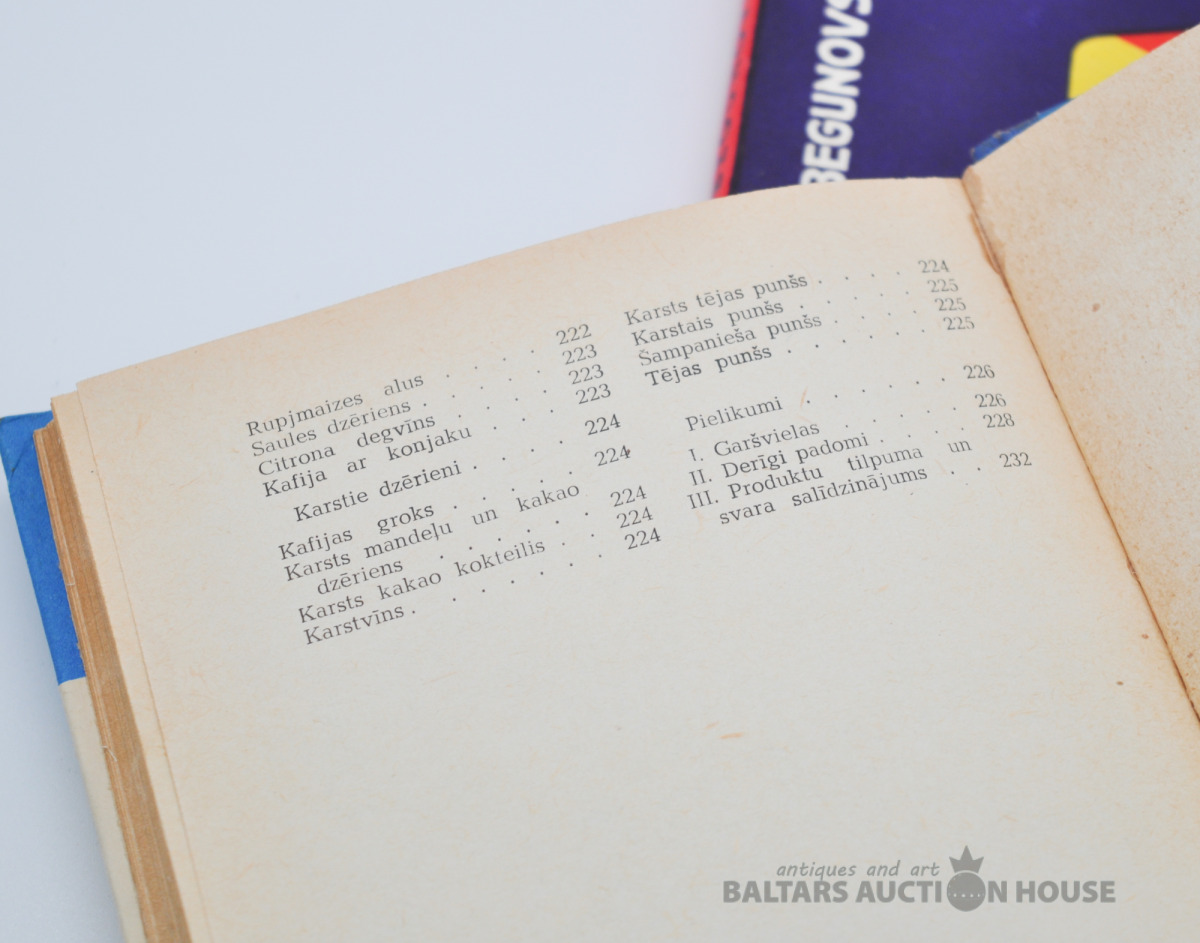 BEGUNOVS
Rupjmaizes alus . . . . 222
Saules dzēriens . . . . . 223
Citrona degvīns . . . . . 223
Kafija ar konjaku . . . . 223
Karstie dzērieni . . . . 224
Kafijas groks . . . . . 224
Karsts mandeļu un kakao
dzēriens . . . . . . 224
Karsts kakao kokteilis . . 224
Karstvīns . . . . . . . 224
Karsts tējas punšs . . . . 224
Karstais punšs . . . . . 225
Šampanieša punšs . . . . 225
Tējas punšs . . . . . . 225
Pielikumi . . . . . . 226
I. Garšvielas . . . . . 226
II. Derīgi padomi . . . . 228
III. Produktu tilpuma un
svara salīdzinājums . . 232
antiques and art
BALTARS AUCTION HOUSE